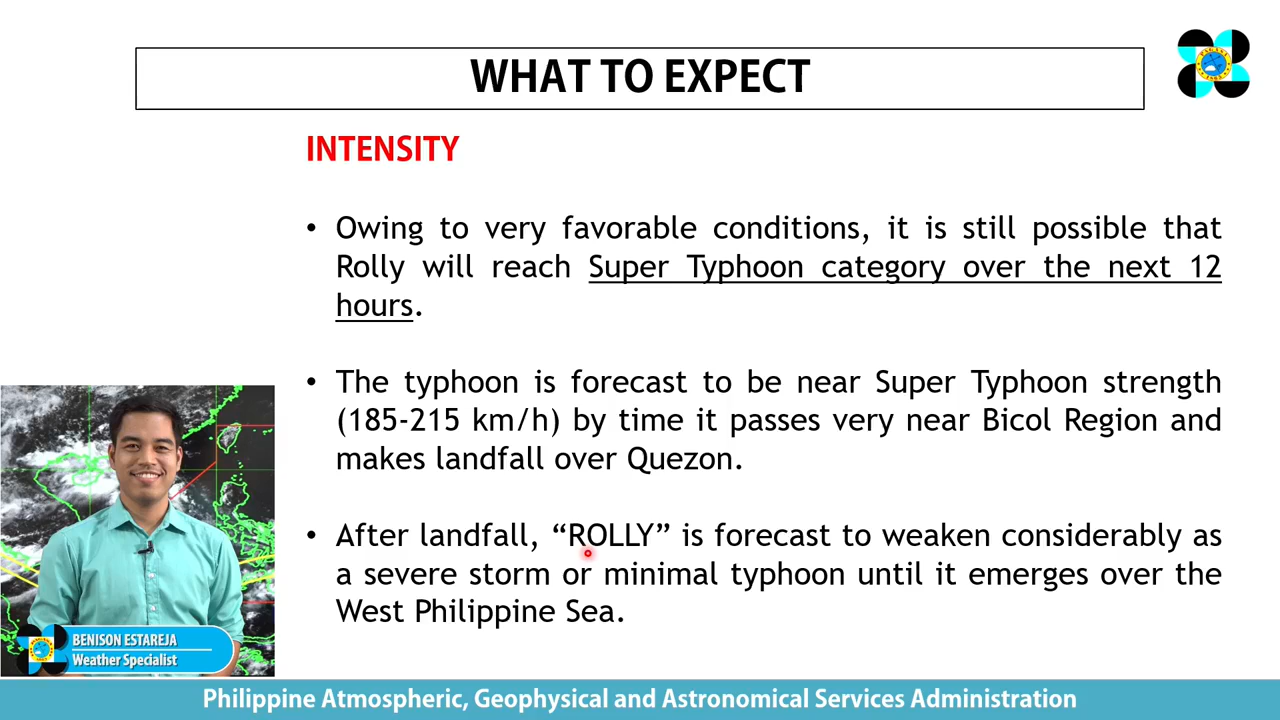 WHAT TO EXPECT
INTENSITY
• Owing to very favorable conditions, it is still possible that
Rolly will reach Super Typhoon category over the next 12
hours.
• The typhoon is forecast to be near Super Typhoon strength
(185-215 km/h) by time it passes very near Bicol Region and
makes landfall over Quezon.
• After landfall, “ROLLY” is forecast to weaken considerably as
a severe storm or minimal typhoon until it emerges over the
West Philippine Sea.
BENISON ESTAREJA
Weather Specialist
Philippine Atmospheric, Geophysical and Astronomical Services Administration